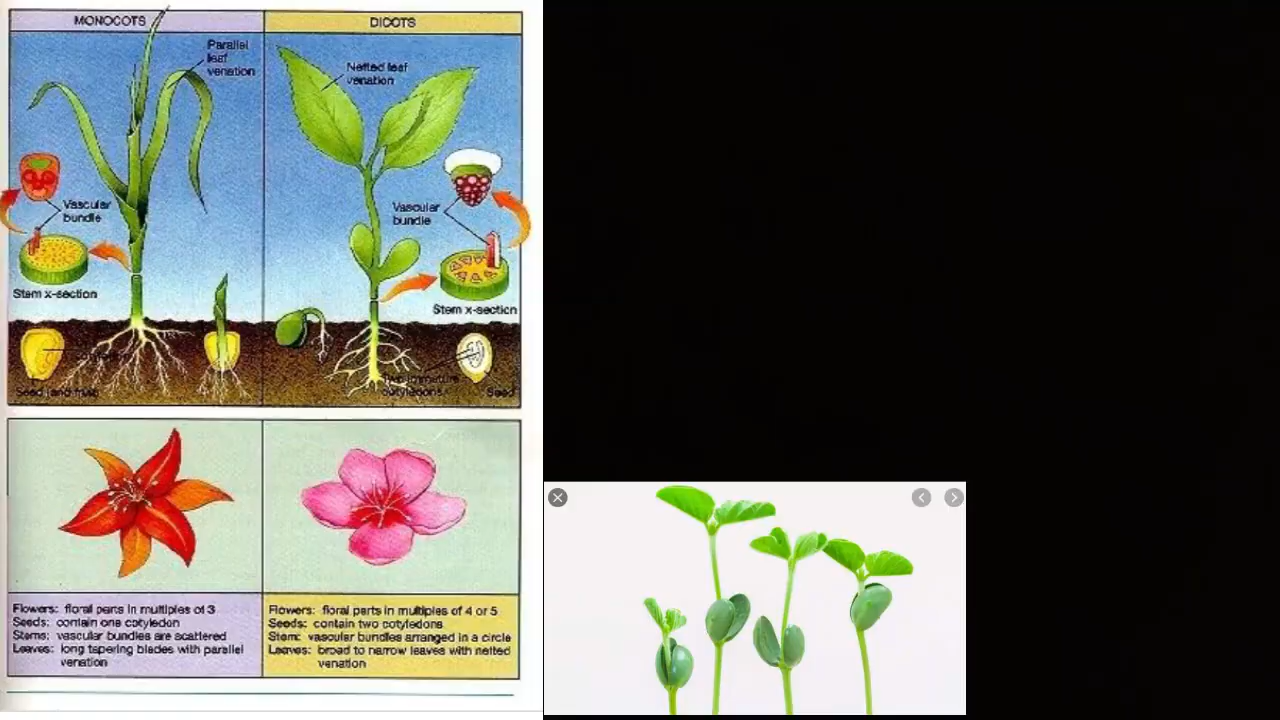 MONOCOTS
DICOTS
Parallel
leaf
venation
Netted leaf
venation
Vascular
bundle
Vascular
bundle
Stem x-section
Stem x-section
Two immature
cotyledons
Seed
Flowers: floral parts in multiples of 3
Seeds: contain one cotyledon
Stems: vascular bundles are scattered
Leaves: long tapering blades with parallel
venation
Flowers: floral parts in multiples of 4 or 5
Seeds: contain two cotyledons
Stem: vascular bundles arranged in a circle
Leaves: broad to narrow leaves with netted
venation